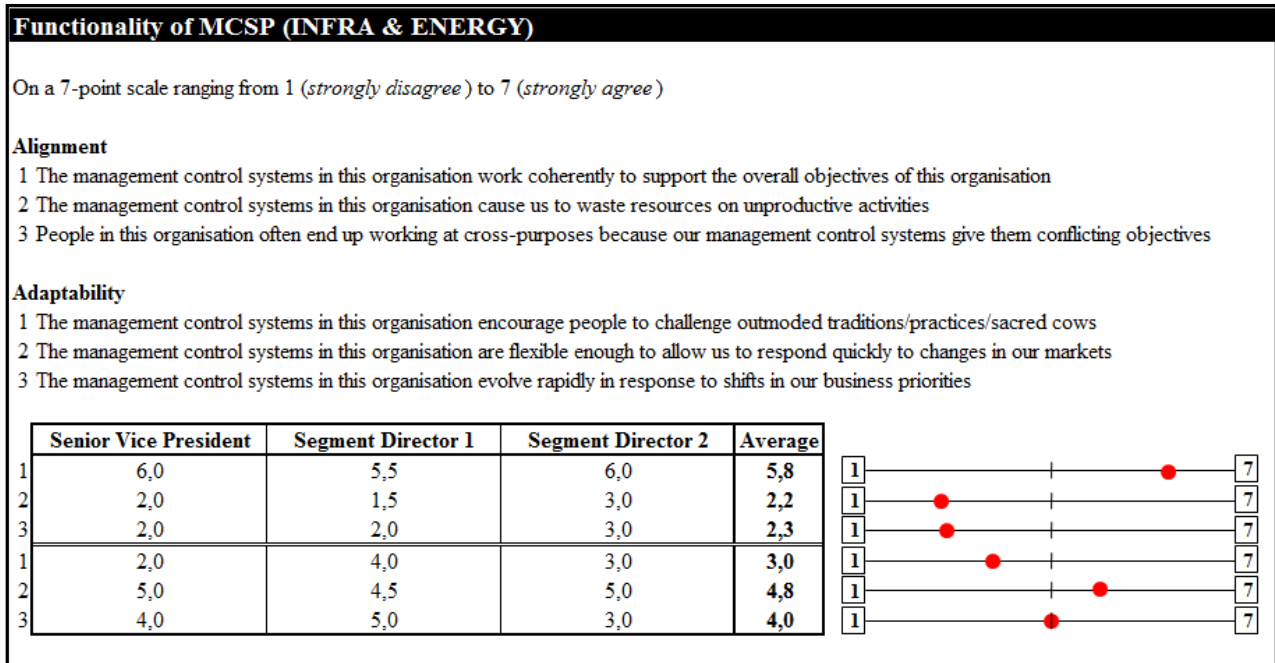 Functionality of MCSP (INFRA & ENERGY)
On a 7-point scale ranging from 1 (strongly disagree ) to 7 (strongly agree )
Alignment
1 The management control systems in this organisation work coherently to support the overall objectives of this organisation
2 The management control systems in this organisation cause us to waste resources on unproductive activities
3 People in this organisation often end up working at cross-purposes because our management control systems give them conflicting objectives
Adaptability
1 The management control systems in this organisation encourage people to challenge outmoded traditions/practices/sacred cows
2 The management control systems in this organisation are flexible enough to allow us to respond quickly to changes in our markets
3 The management control systems in this organisation evolve rapidly in response to shifts in our business priorities
Senior Vice President Segment Director 1 Segment Director 2 Average
1 6,0 5,5 6,0 5,8 1 7
2 2,0 1,5 3,0 2,2 1 7
3 2,0 2,0 3,0 2,3 1 7
1 2,0 4,0 3,0 3,0 1 7
2 5,0 4,5 5,0 4,8 1 7
3 4,0 5,0 3,0 4,0 1 7